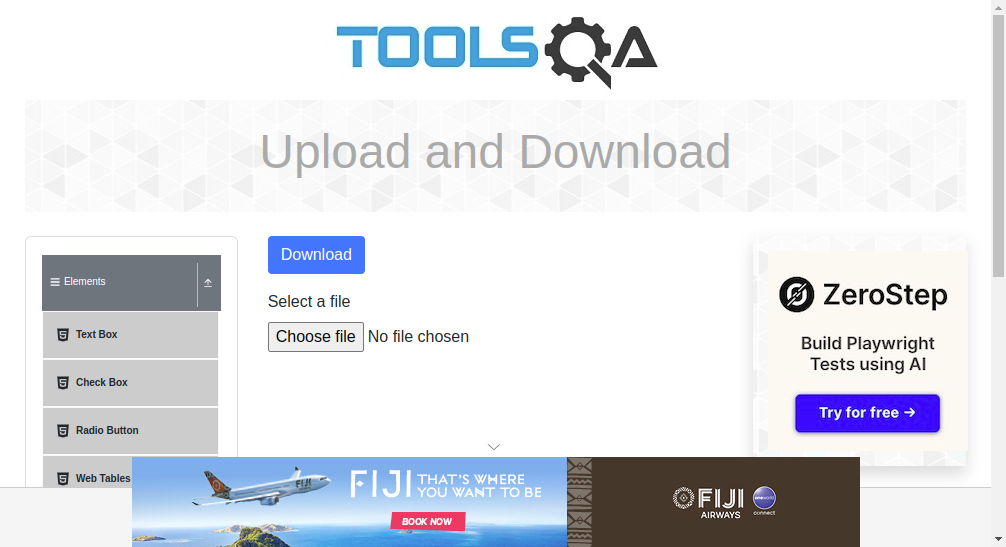 TOOLSQA
Upload and Download
Elements
Text Box
Check Box
Radio Button
Web Tables
Download
Select a file
Choose file No file chosen
ZeroStep
Build Playwright
Tests using AI
Try for free →
FIJI THAT'S WHERE
YOU WANT TO BE
BOOK NOW
FIJI
FIJI
AIRWAYS
oneworld
connect